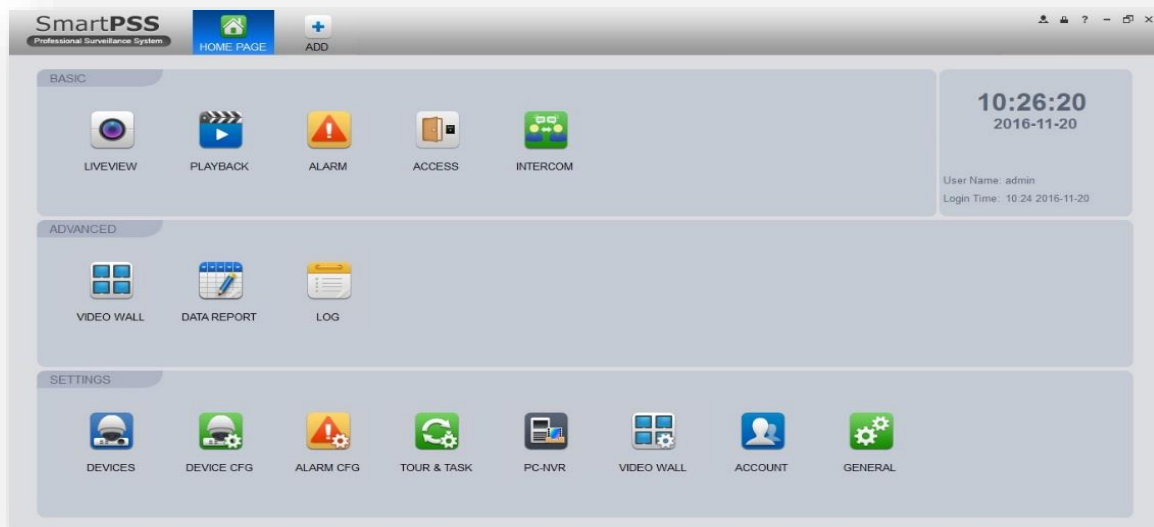 SmartPSS
Professional Surveillance System
HOME PAGE
ADD
?
BASIC
LIVEVIEW
PLAYBACK
ALARM
ACCESS
INTERCOM
10:26:20
2016-11-20
User Name: admin
Login Time: 10:24 2016-11-20
ADVANCED
VIDEO WALL
DATA REPORT
LOG
SETTINGS
DEVICES
DEVICE CFG
ALARM CFG
TOUR & TASK
PC-NVR
VIDEO WALL
ACCOUNT
GENERAL